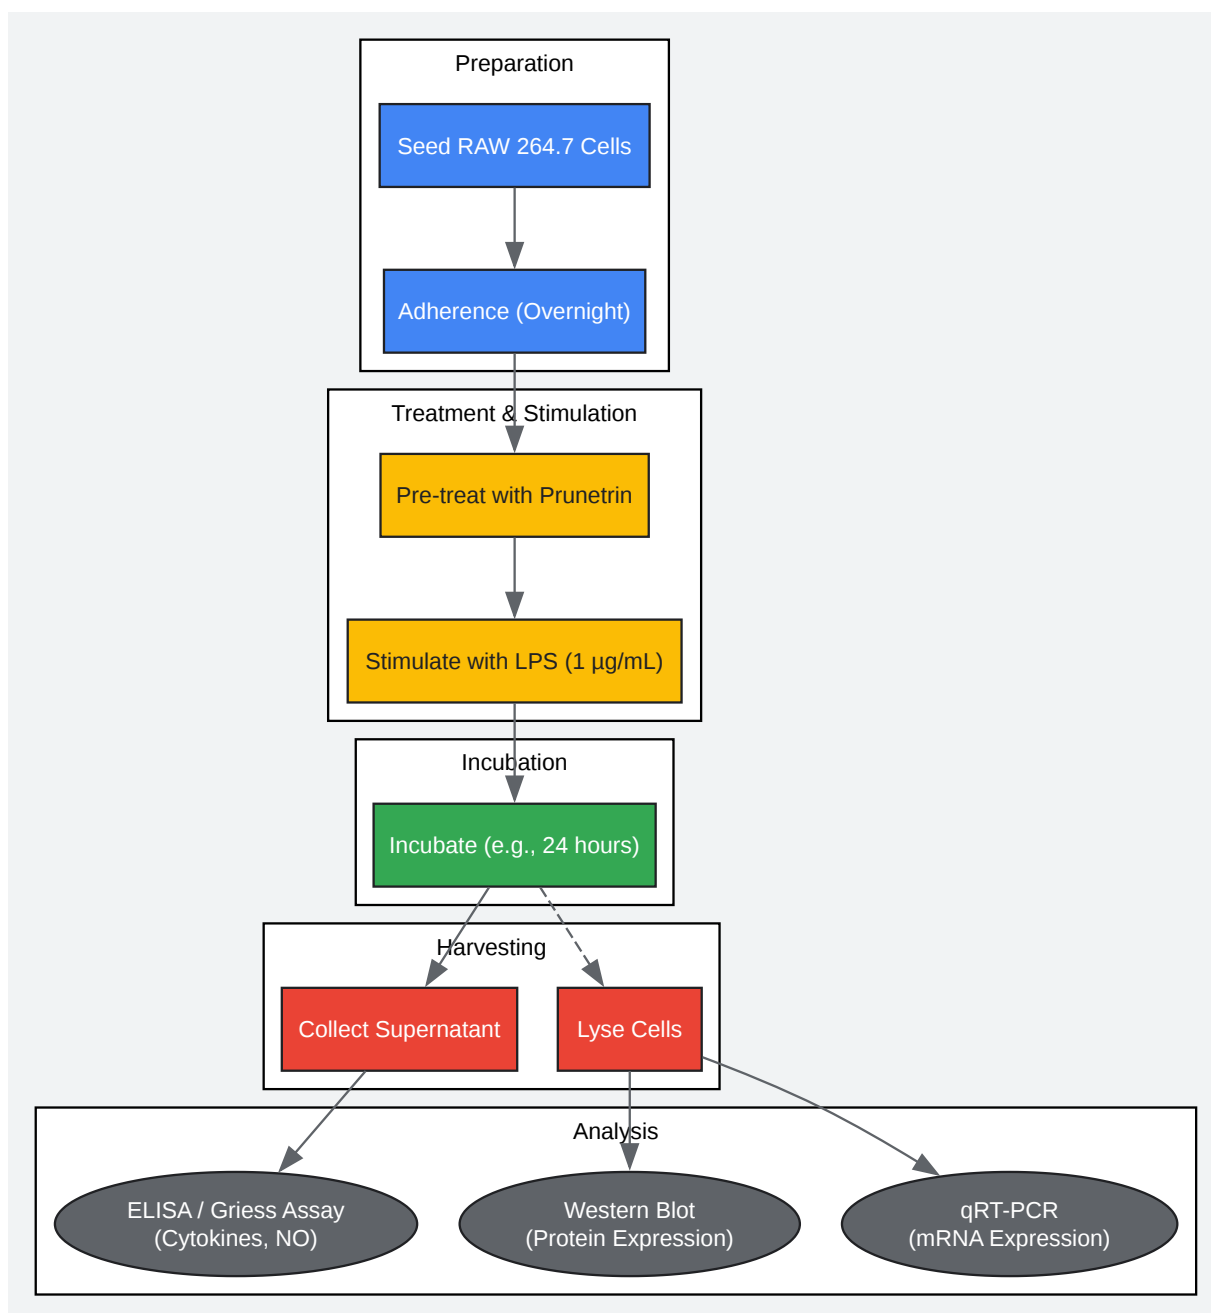 Preparation
Seed RAW 264.7 Cells
Adherence (Overnight)
Treatment & Stimulation
Pre-treat with Prunetrin
Stimulate with LPS (1 µg/mL)
Incubation
Incubate (e.g., 24 hours)
Harvesting
Collect Supernatant
Lyse Cells
Analysis
ELISA / Griess Assay
(Cytokines, NO)
Western Blot
(Protein Expression)
qRT-PCR
(mRNA Expression)